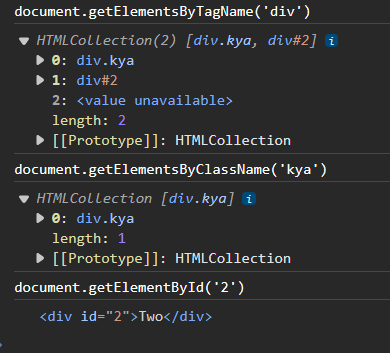 document.getElementsByTagName('div')
HTMLCollection(2) [div.kya, div#2] i
0: div.kya
1: div#2
2: <value unavailable>
length: 2
[[Prototype]]: HTMLCollection
document.getElementsByClassName('kya')
HTMLCollection [div.kya] i
0: div.kya
length: 1
[[Prototype]]: HTMLCollection
document.getElementById('2')
<div id="2">Two</div>